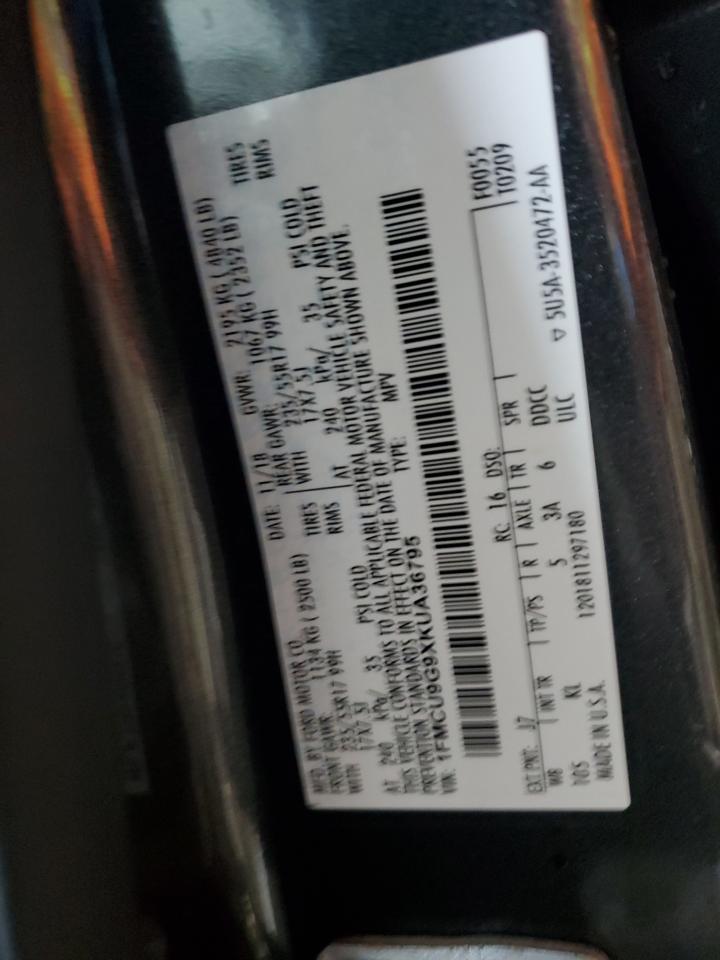 MFD. BY FORD MOTOR CO.
DATE: 11/18 GVWR: 2195 KG ( 4840 LB)
FRONT GAWR: 1134 KG ( 2500 LB) REAR GAWR: 1067 KG ( 2352 LB)
235/55R17 99H TIRES WITH 235/55R17 99H TIRES
WITH 17X7.5J RIMS 17X7.5J RIMS
AT 240 kPa/ 35 PSI COLD AT 240 kPa/ 35 PSI COLD
THIS VEHICLE CONFORMS TO ALL APPLICABLE FEDERAL MOTOR VEHICLE SAFETY AND THEFT
PREVENTION STANDARDS IN EFFECT ON THE DATE OF MANUFACTURE SHOWN ABOVE.
VIN: 1FMCU9G9XKUA36795 TYPE: MPV
F0055
T0209
EXT PNT: J7 RC: 16 DSO:
WB INT TR TP/PS R AXLE TR SPR
105 KL 5 3A 6 DDCC
ULC
MADE IN U.S.A. 1201811297180
▽ 5U5A-3520472-AA